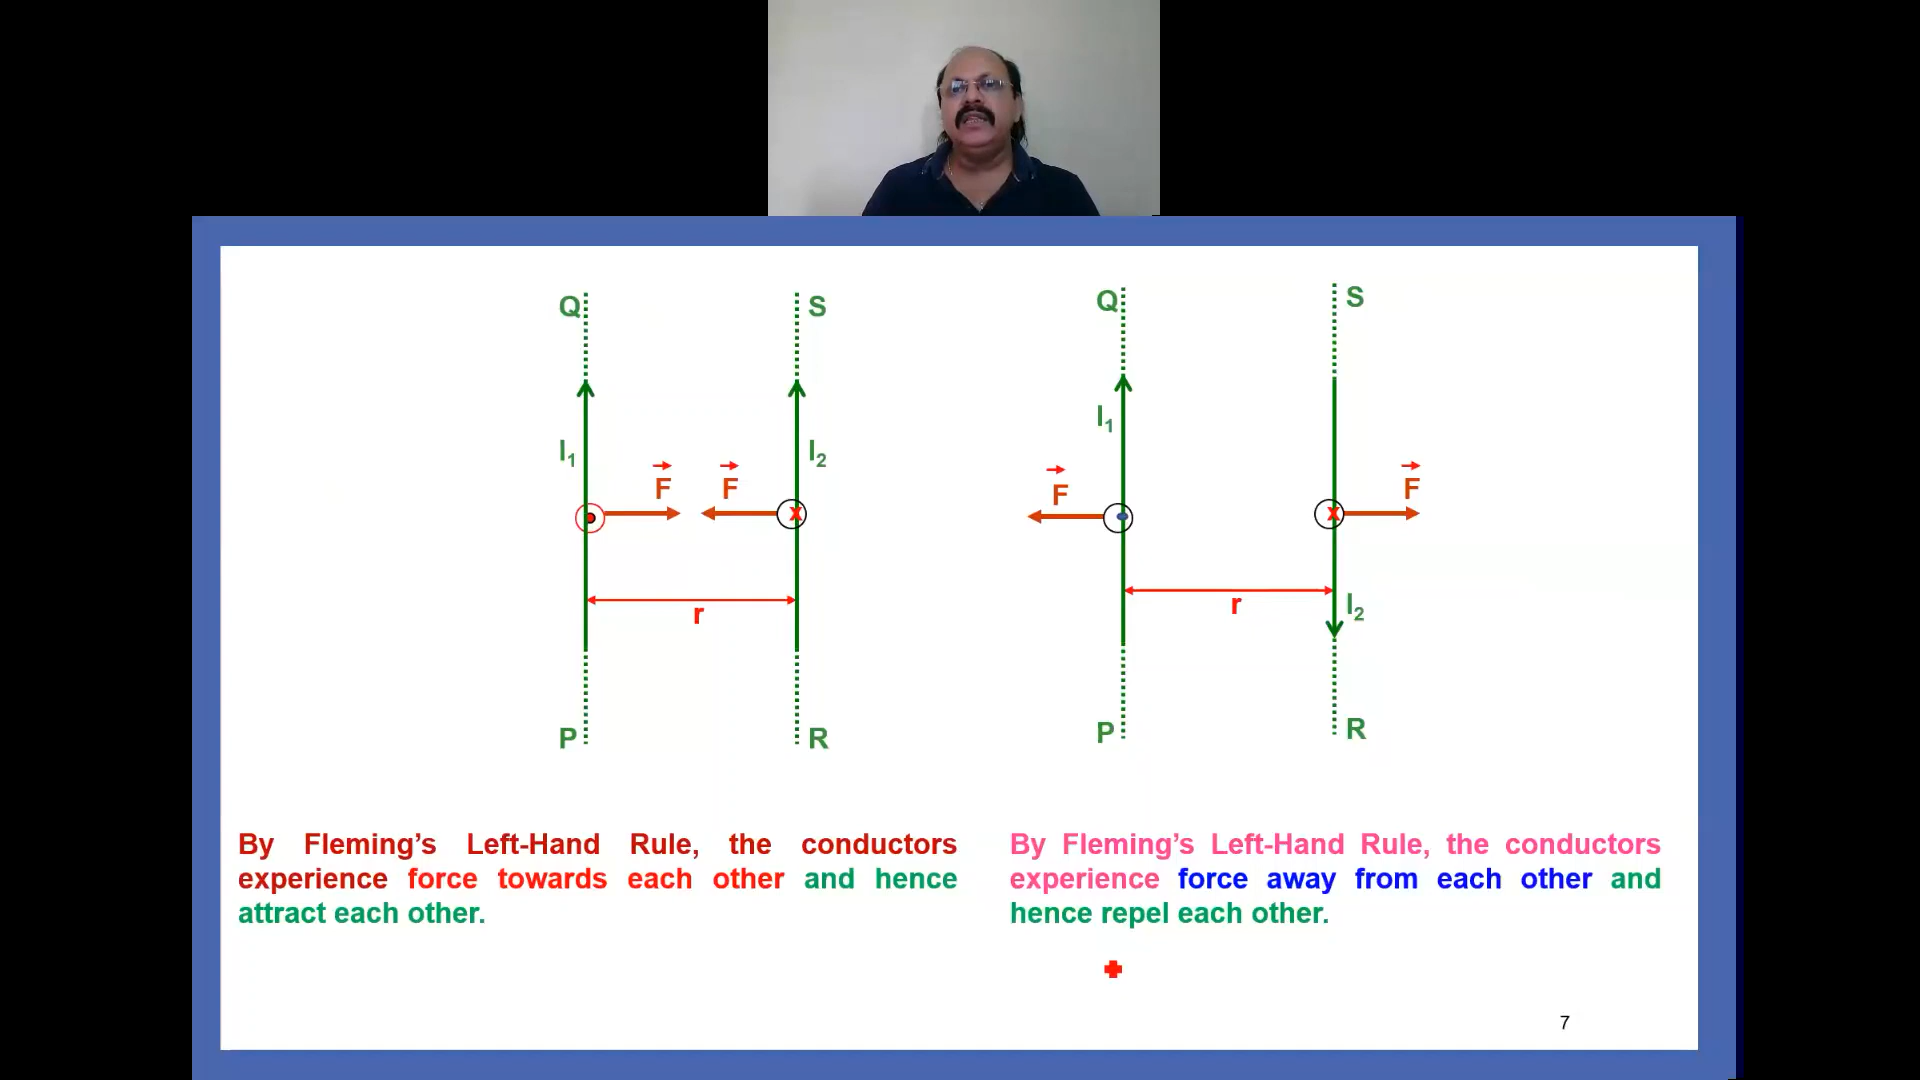 Q S
I₁ I₂
F F
x
r
P R
Q S
I₁
F F
x
r I₂
P R
By Fleming’s Left-Hand Rule, the conductors
experience force towards each other and hence
attract each other.
By Fleming’s Left-Hand Rule, the conductors
experience force away from each other and
hence repel each other.
7